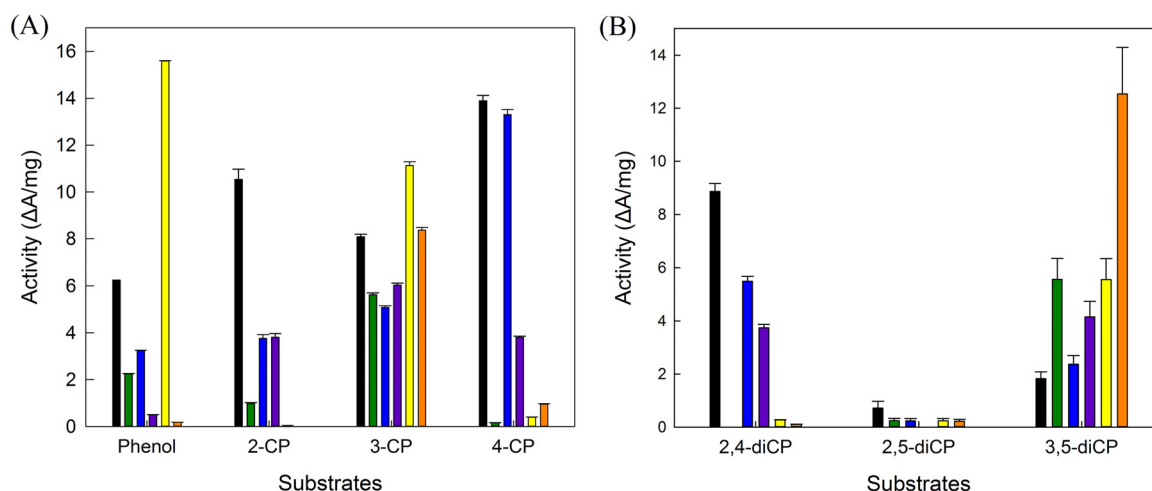 (A)
Activity (ΔA/mg)
16
14
12
10
8
6
4
2
0
Phenol 2-CP 3-CP 4-CP
Substrates
(B)
Activity (ΔA/mg)
14
12
10
8
6
4
2
0
2,4-diCP 2,5-diCP 3,5-diCP
Substrates